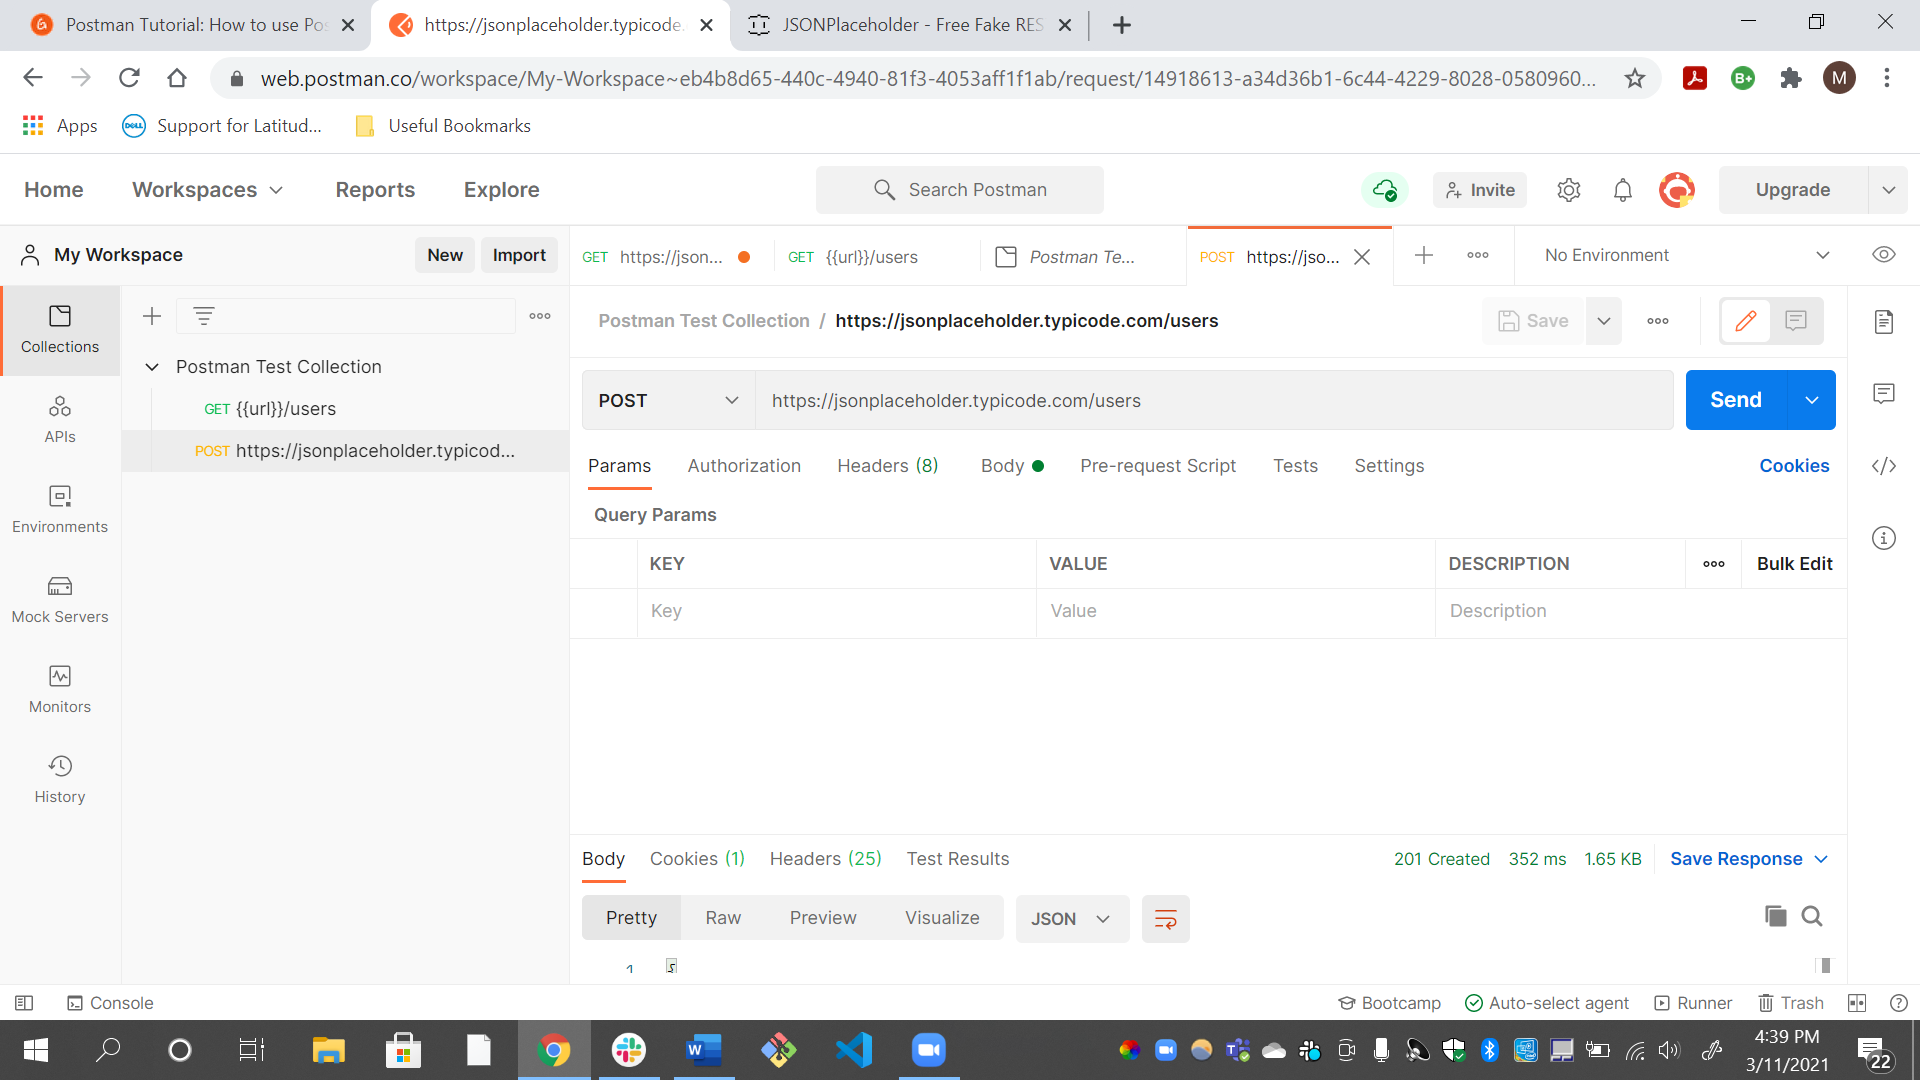 Postman Tutorial: How to use Pos
https://jsonplaceholder.typicode.
JSONPlaceholder - Free Fake RES
web.postman.co/workspace/My-Workspace~eb4b8d65-440c-4940-81f3-4053aff1f1ab/request/14918613-a34d36b1-6c44-4229-8028-0580960...
B+
M
Apps
DELL
Support for Latitud...
Useful Bookmarks
Home
Workspaces
Reports
Explore
Search Postman
Invite
Upgrade
My Workspace
New
Import
GET https://json...
GET {{url}}/users
Postman Te...
POST https://jso...
No Environment
Collections
APIs
Environments
Mock Servers
Monitors
History
Postman Test Collection
GET {{url}}/users
POST https://jsonplaceholder.typicod...
Postman Test Collection / https://jsonplaceholder.typicode.com/users
Save
POST
https://jsonplaceholder.typicode.com/users
Send
Params
Authorization
Headers (8)
Body
Pre-request Script
Tests
Settings
Cookies
Query Params
KEY
VALUE
DESCRIPTION
Bulk Edit
Key
Value
Description
Body
Cookies (1)
Headers (25)
Test Results
201 Created
352 ms
1.65 KB
Save Response
Pretty
Raw
Preview
Visualize
JSON
1
Console
Bootcamp
Auto-select agent
Runner
Trash
4:39 PM
3/11/2021
22